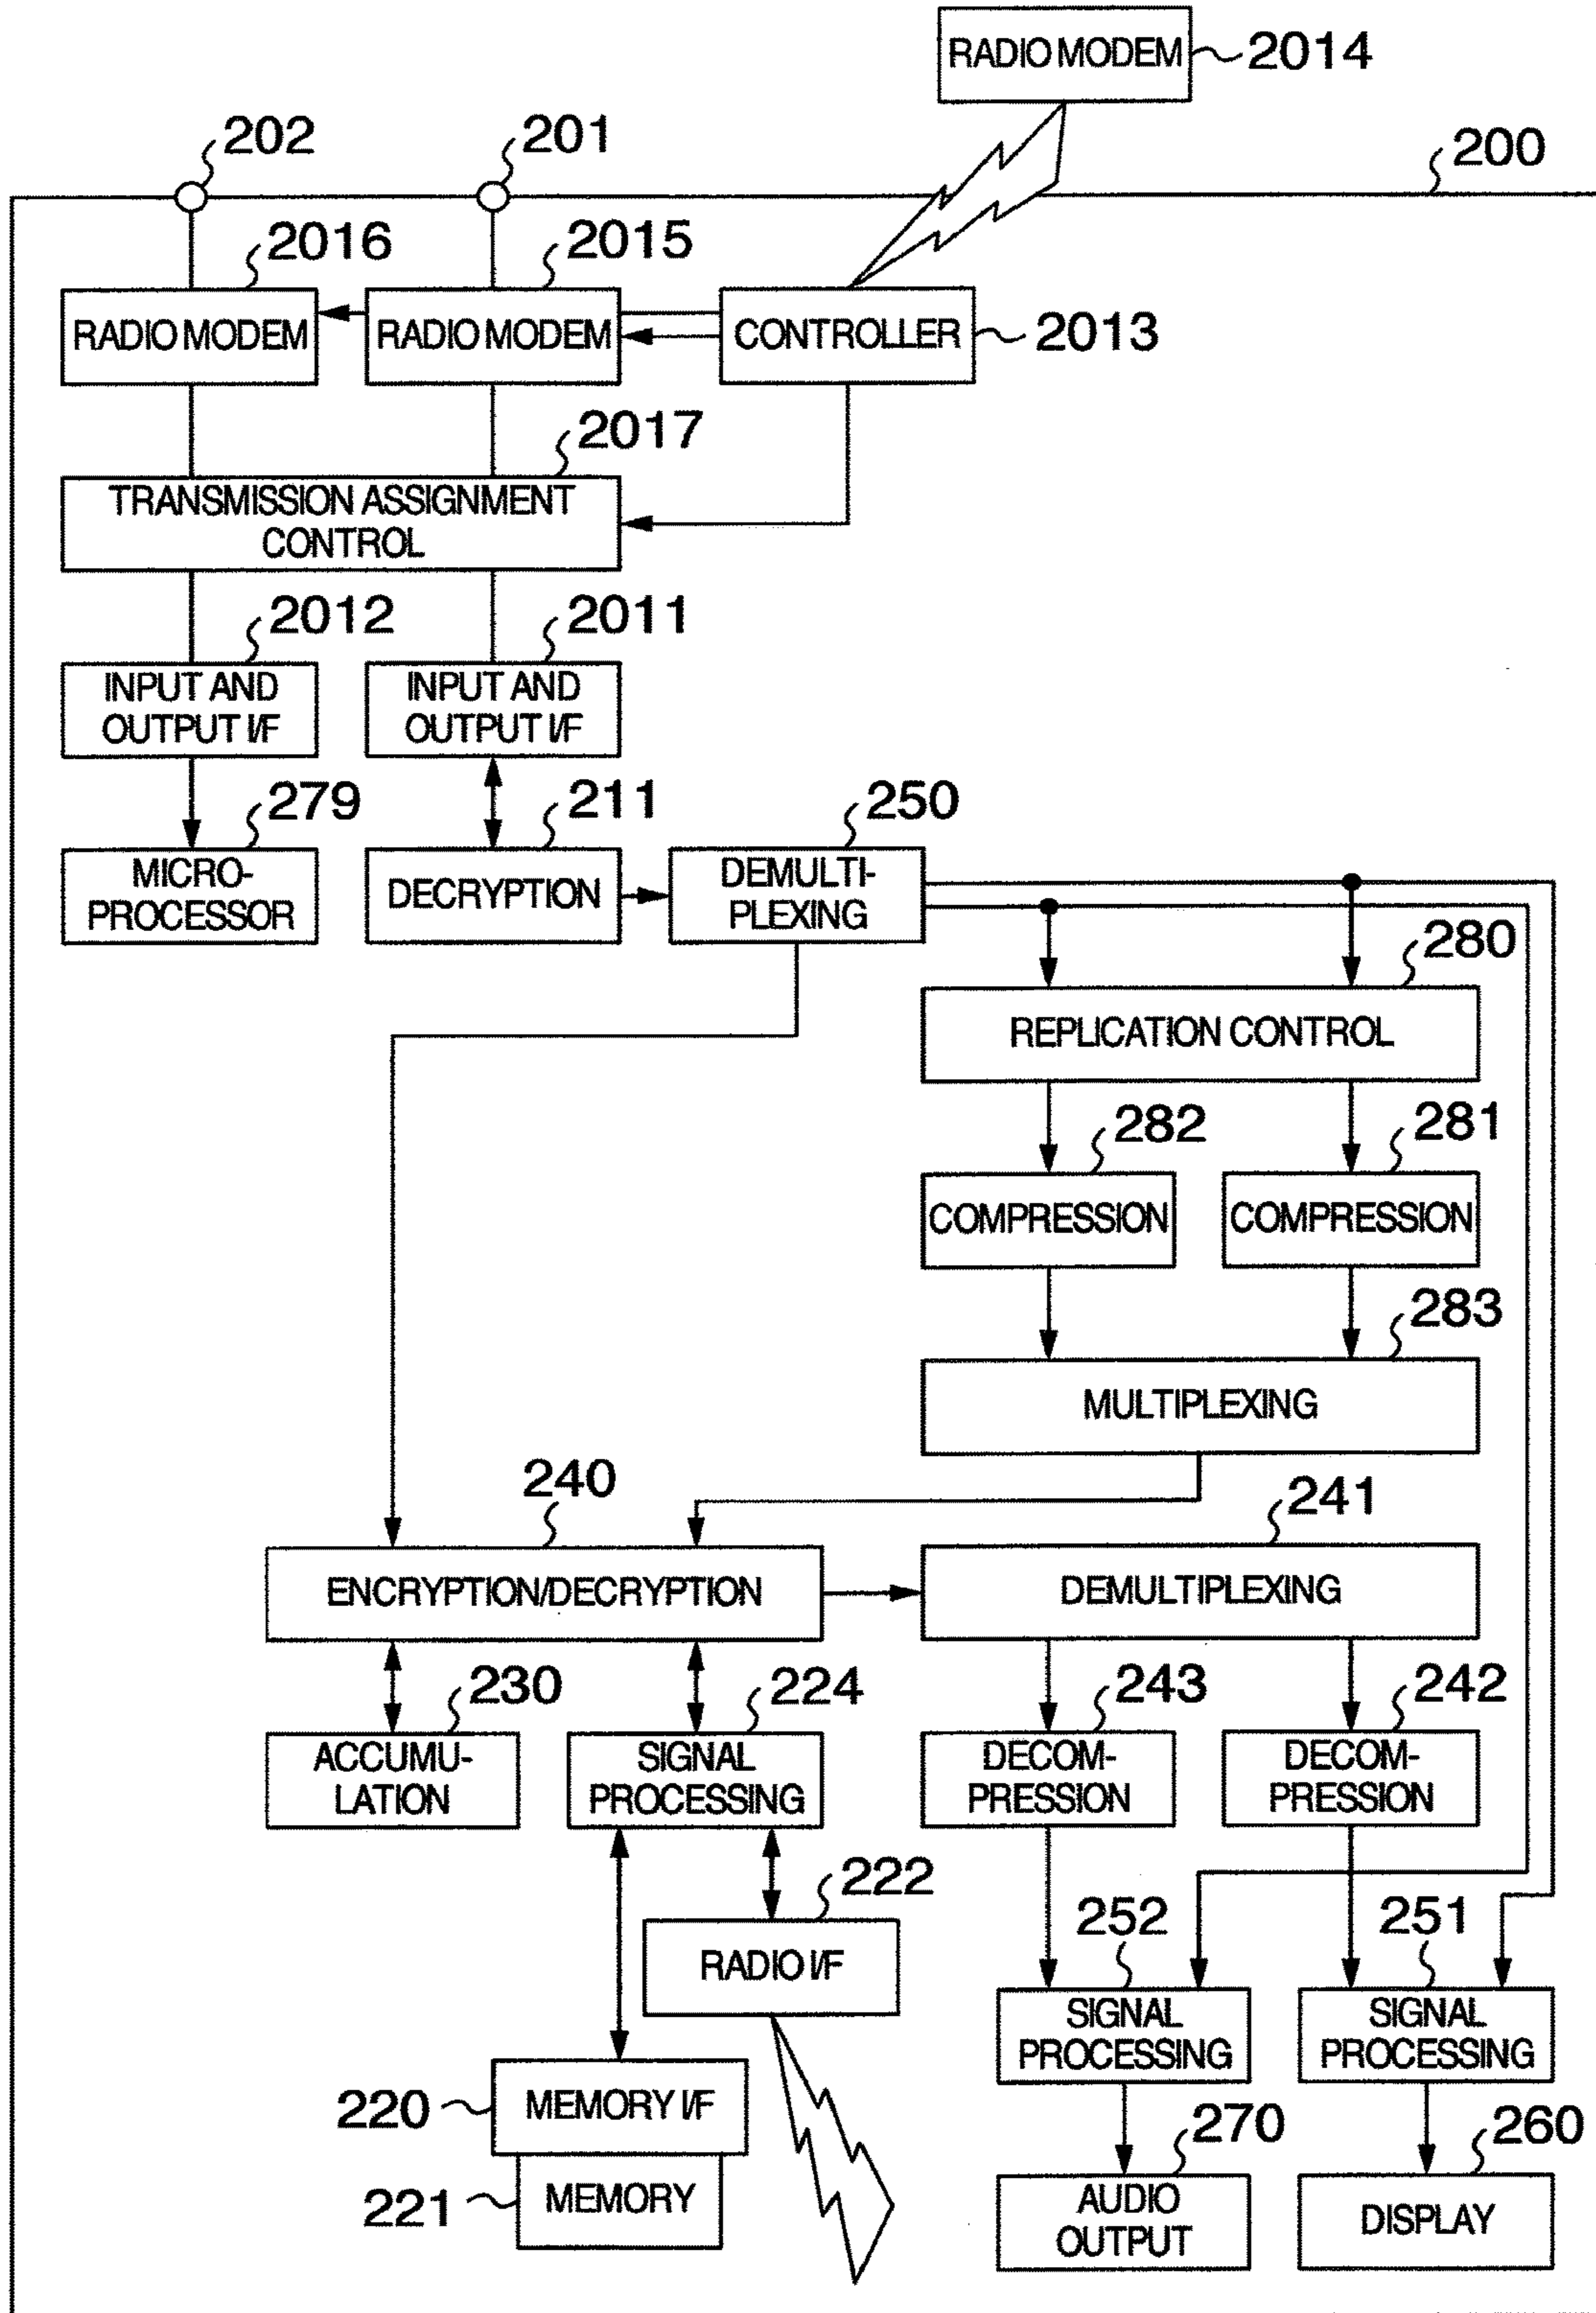 RADIO MODEM
2014
202
201
200
2016
2015
RADIO MODEM
RADIO MODEM
CONTROLLER
2013
2017
TRANSMISSION ASSIGNMENT
CONTROL
2012
2011
INPUT AND
OUTPUT I/F
INPUT AND
OUTPUT I/F
279
211
250
MICRO-
PROCESSOR
DECRYPTION
DEMULTI-
PLEXING
280
REPLICATION CONTROL
282
281
COMPRESSION
COMPRESSION
283
MULTIPLEXING
240
241
ENCRYPTION/DECRYPTION
DEMULTIPLEXING
230
224
243
242
ACCUMU-
LATION
SIGNAL
PROCESSING
DECOM-
PRESSION
DECOM-
PRESSION
222
252
251
RADIO I/F
SIGNAL
PROCESSING
SIGNAL
PROCESSING
220
MEMORY I/F
270
260
221
MEMORY
AUDIO
OUTPUT
DISPLAY